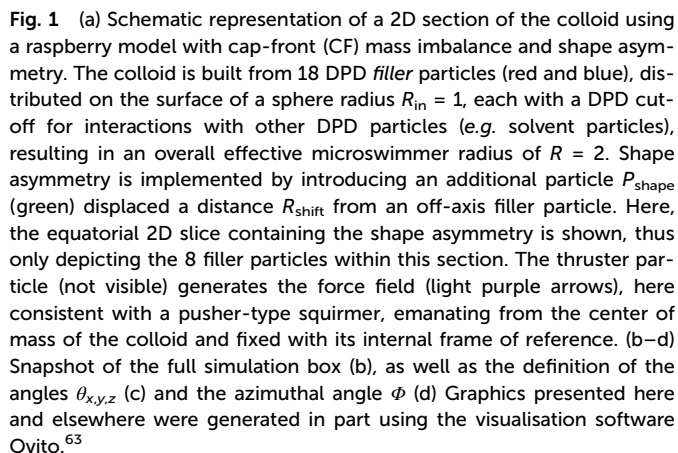 Fig. 1 (a) Schematic representation of a 2D section of the colloid using
a raspberry model with cap-front (CF) mass imbalance and shape asym-
metry. The colloid is built from 18 DPD filler particles (red and blue), dis-
tributed on the surface of a sphere radius Rin = 1, each with a DPD cut-
off for interactions with other DPD particles (e.g. solvent particles),
resulting in an overall effective microswimmer radius of R = 2. Shape
asymmetry is implemented by introducing an additional particle Pshape
(green) displaced a distance Rshift from an off-axis filler particle. Here,
the equatorial 2D slice containing the shape asymmetry is shown, thus
only depicting the 8 filler particles within this section. The thruster par-
ticle (not visible) generates the force field (light purple arrows), here
consistent with a pusher-type squirmer, emanating from the center of
mass of the colloid and fixed with its internal frame of reference. (b–d)
Snapshot of the full simulation box (b), as well as the definition of the
angles θx,y,z (c) and the azimuthal angle Φ (d) Graphics presented here
and elsewhere were generated in part using the visualisation software
Ovito.63